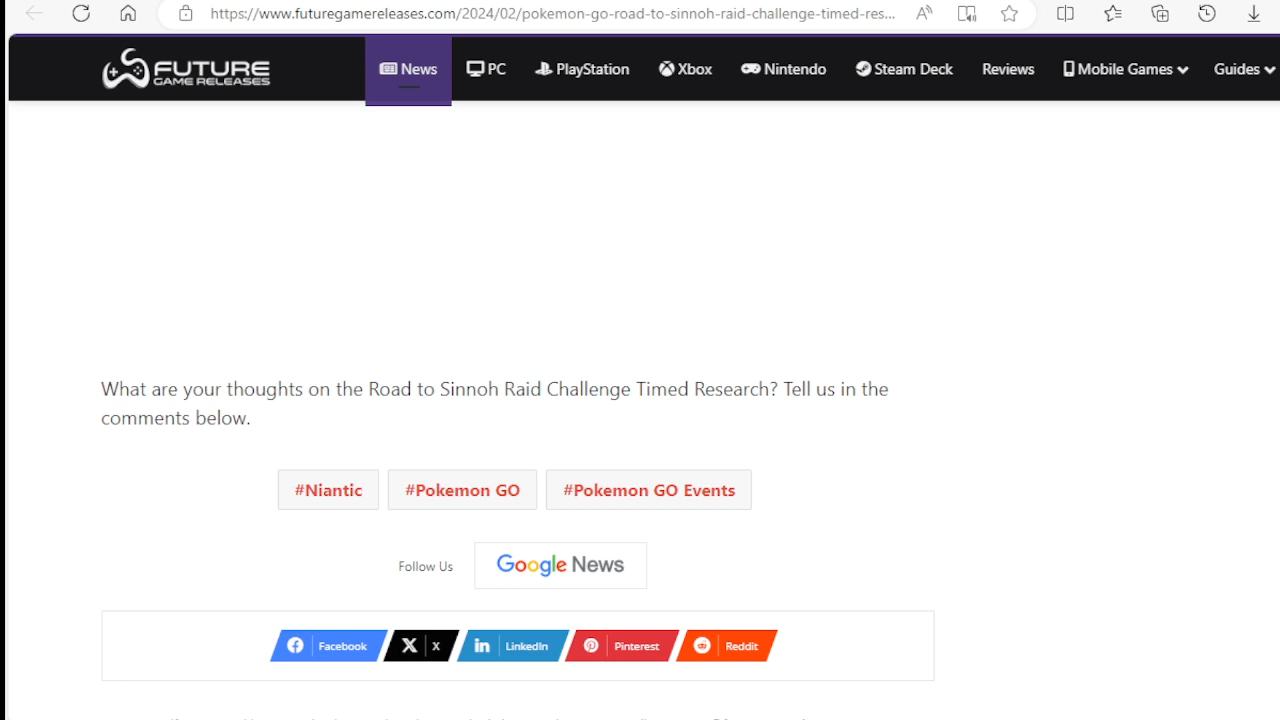 https://www.futuregamereleases.com/2024/02/pokemon-go-road-to-sinnoh-raid-challenge-timed-res...
FUTURE
GAME RELEASES
News PC PlayStation Xbox Nintendo Steam Deck Reviews Mobile Games Guides
What are your thoughts on the Road to Sinnoh Raid Challenge Timed Research? Tell us in the
comments below.
#Niantic #Pokemon GO #Pokemon GO Events
Follow Us Google News
Facebook X LinkedIn Pinterest Reddit